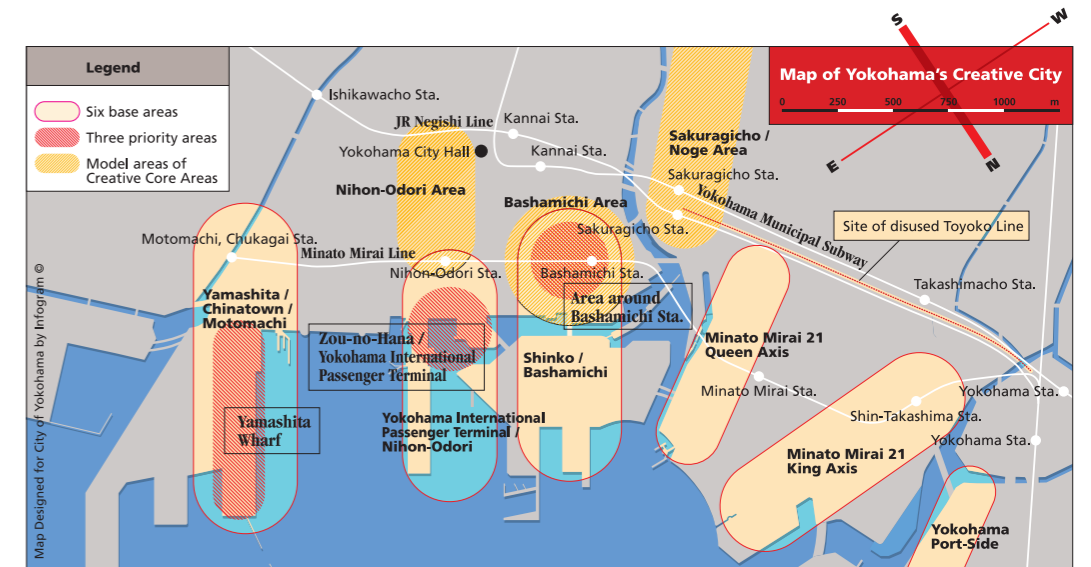 S
W
E
N
Legend
Six base areas
Three priority areas
Model areas of
Creative Core Areas
Map of Yokohama’s Creative City
0 250 500 750 1000 m
Ishikawacho Sta.
JR Negishi Line
Kannai Sta.
Yokohama City Hall
Kannai Sta.
Sakuragicho /
Noge Area
Nihon-Odori Area
Sakuragicho Sta.
Bashamichi Area
Yokohama Municipal Subway
Site of disused Toyoko Line
Sakuragicho Sta.
Motomachi, Chukagai Sta.
Minato Mirai Line
Nihon-Odori Sta.
Bashamichi Sta.
Takashimacho Sta.
Yamashita /
Chinatown /
Motomachi
Area around
Bashamichi Sta.
Zou-no-Hana /
Yokohama International
Passenger Terminal
Shinko /
Bashamichi
Minato Mirai 21
Queen Axis
Minato Mirai Sta.
Yokohama Sta.
Shin-Takashima Sta.
Yokohama Sta.
Yamashita
Wharf
Yokohama International
Passenger Terminal /
Nihon-Odori
Minato Mirai 21
King Axis
Yokohama
Port-Side
Map Designed for City of Yokohama by Infogram ©